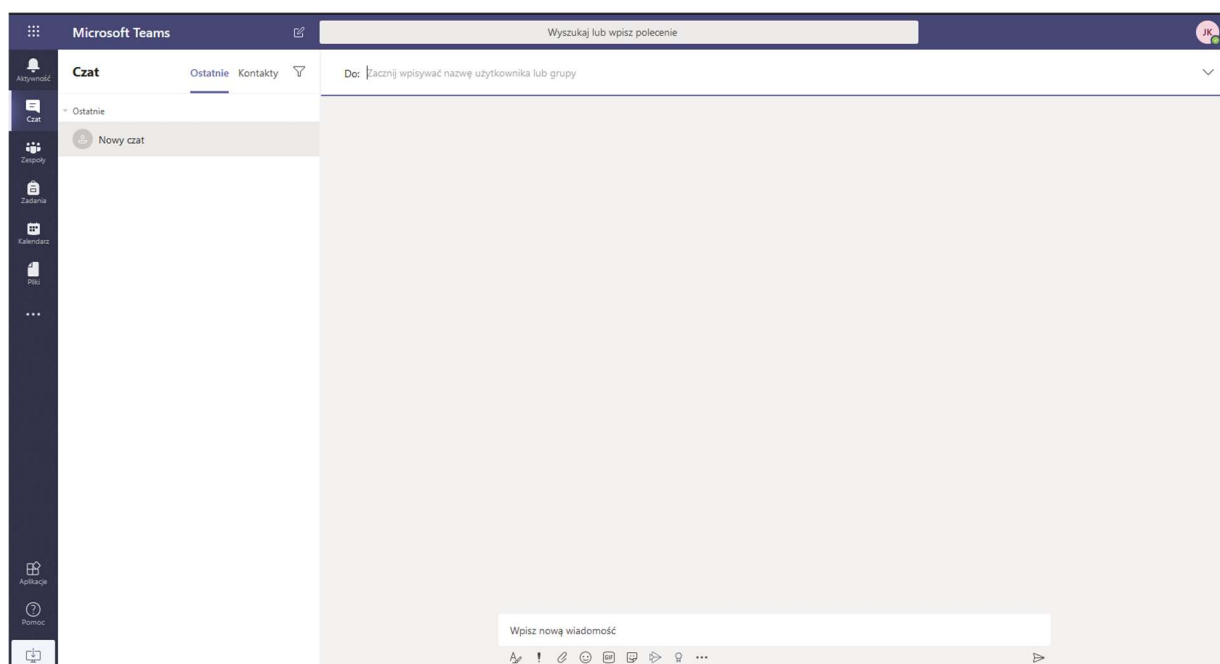 Microsoft Teams
Wyszukaj lub wpisz polecenie
JK
Aktywność
Czat
Zespoły
Zadania
Kalendarz
Pliki
Aplikacje
Pomoc
Czat
Ostatnie Kontakty
Ostatnie
Nowy czat
Do: Zacznij wpisywać nazwę użytkownika lub grupy
Wpisz nową wiadomość
GIF